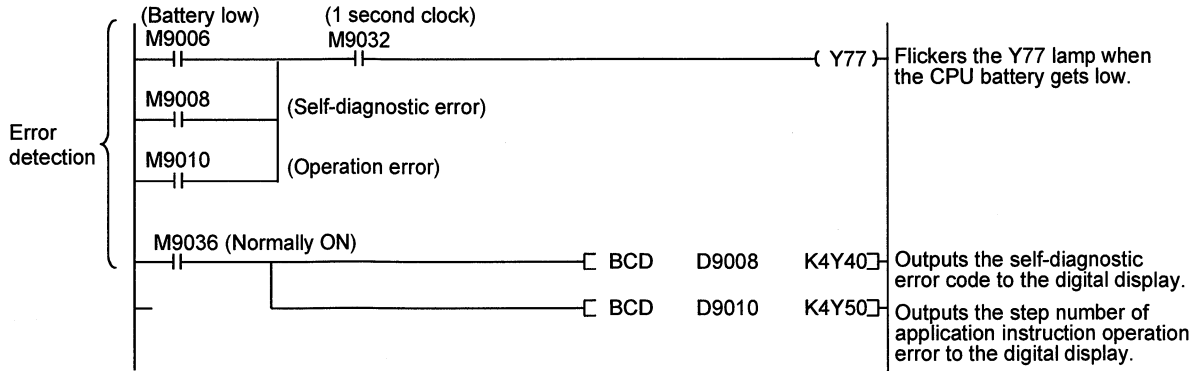 (Battery low) (1 second clock)
M9006 M9032
( Y77 ) Flickers the Y77 lamp when
the CPU battery gets low.
M9008
(Self-diagnostic error)
Error
detection
M9010
(Operation error)
M9036 (Normally ON)
[ BCD D9008 K4Y40 ] Outputs the self-diagnostic
error code to the digital display.
[ BCD D9010 K4Y50 ] Outputs the step number of
application instruction operation
error to the digital display.